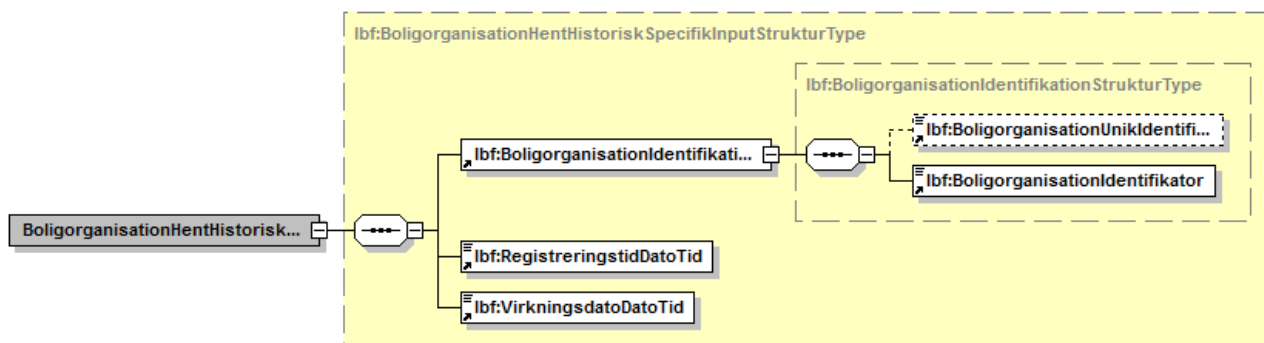 lbf:BoligorganisationHentHistoriskSpecifikInputStrukturType
lbf:BoligorganisationIdentifikationStrukturType
lbf:BoligorganisationUnikIdentifi...
lbf:BoligorganisationIdentifikati...
lbf:BoligorganisationIdentifikator
BoligorganisationHentHistorisk...
lbf:RegistreringstidDatoTid
lbf:VirkningsdatoDatoTid